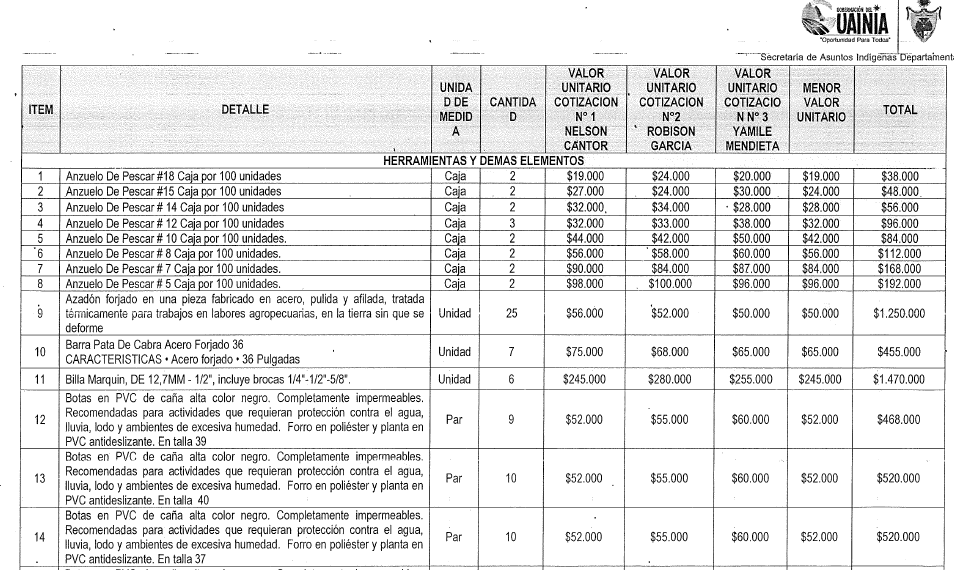 GOBERNACIÓN DEL
UAINIA
"Oportunidad Para Todos"
Secretaria de Asuntos Indígenas Departament
ITEM DETALLE UNIDA D DE MEDID A CANTIDA D VALOR UNITARIO COTIZACION N° 1 NELSON CANTOR VALOR UNITARIO COTIZACION N°2 ROBISON GARCIA VALOR UNITARIO COTIZACIO N N° 3 YAMILE MENDIETA MENOR VALOR UNITARIO TOTAL
HERRAMIENTAS Y DEMAS ELEMENTOS
1 Anzuelo De Pescar #18 Caja por 100 unidades Caja 2 $19.000 $24.000 $20.000 $19.000 $38.000
2 Anzuelo De Pescar #15 Caja por 100 unidades Caja 2 $27.000 $24.000 $30.000 $24.000 $48.000
3 Anzuelo De Pescar # 14 Caja por 100 unidades Caja 2 $32.000 $34.000 $28.000 $28.000 $56.000
4 Anzuelo De Pescar # 12 Caja por 100 unidades Caja 3 $32.000 $33.000 $38.000 $32.000 $96.000
5 Anzuelo De Pescar # 10 Caja por 100 unidades. Caja 2 $44.000 $42.000 $50.000 $42.000 $84.000
6 Anzuelo De Pescar # 8 Caja por 100 unidades. Caja 2 $56.000 $58.000 $60.000 $56.000 $112.000
7 Anzuelo De Pescar # 7 Caja por 100 unidades. Caja 2 $90.000 $84.000 $87.000 $84.000 $168.000
8 Anzuelo De Pescar # 5 Caja por 100 unidades. Caja 2 $98.000 $100.000 $96.000 $96.000 $192.000
9 Azadón forjado en una pieza fabricado en acero, pulida y afilada, tratada
térmicamente para trabajos en labores agropecuarias, en la tierra sin que se
deforme Unidad 25 $56.000 $52.000 $50.000 $50.000 $1.250.000
10 Barra Pata De Cabra Acero Forjado 36
CARACTERISTICAS • Acero forjado • 36 Pulgadas Unidad 7 $75.000 $68.000 $65.000 $65.000 $455.000
11 Billa Marquin, DE 12,7MM - 1/2", incluye brocas 1/4"-1/2"-5/8". Unidad 6 $245.000 $280.000 $255.000 $245.000 $1.470.000
12 Botas en PVC de caña alta color negro. Completamente impermeables.
Recomendadas para actividades que requieran protección contra el agua,
lluvia, lodo y ambientes de excesiva humedad. Forro en poliéster y planta en
PVC antideslizante. En talla 39 Par 9 $52.000 $55.000 $60.000 $52.000 $468.000
13 Botas en PVC de caña alta color negro. Completamente impermeables.
Recomendadas para actividades que requieran protección contra el agua,
lluvia, lodo y ambientes de excesiva humedad. Forro en poliéster y planta en
PVC antideslizante. En talla 40 Par 10 $52.000 $55.000 $60.000 $52.000 $520.000
14 Botas en PVC de caña alta color negro. Completamente impermeables.
Recomendadas para actividades que requieran protección contra el agua,
lluvia, lodo y ambientes de excesiva humedad. Forro en poliéster y planta en
PVC antideslizante. En talla 37 Par 10 $52.000 $55.000 $60.000 $52.000 $520.000